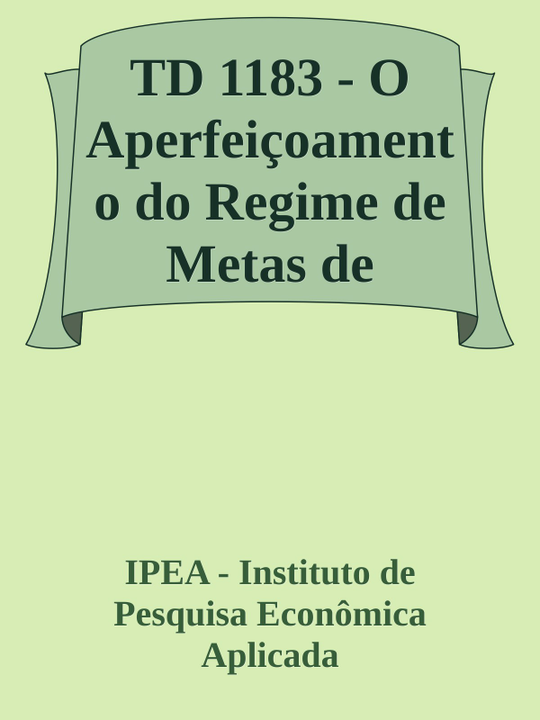 TD 1183 - O
Aperfeiçoament
o do Regime de
Metas de
IPEA - Instituto de
Pesquisa Econômica
Aplicada